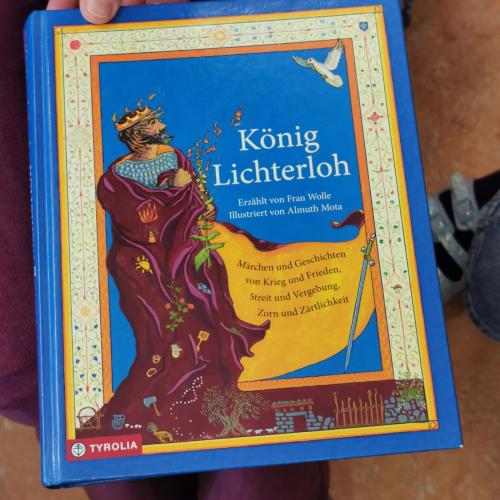 König
Lichterloh
Erzählt von Frau Wolle
Illustriert von Almuth Mota
Märchen und Geschichten
von Krieg und Frieden,
Streit und Vergebung,
Zorn und Zärtlichkeit
TYROLIA